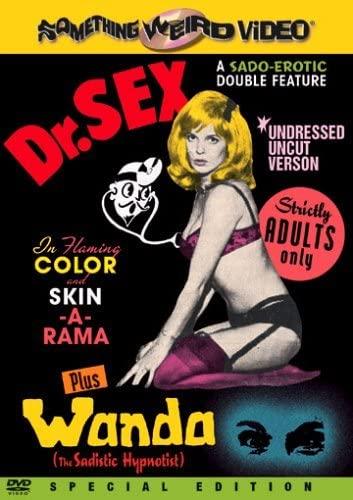 SOMETHING WEIRD VIDEO
Dr. SEX
A SADO-EROTIC
DOUBLE FEATURE
*UNDRESSED
UNCUT
VERSON
Strictly
ADULTS
only
In Flaming
COLOR
and
SKIN
-A-
RAMA
Plus
Wanda
(The Sadistic Hypnotist)
DVD
VIDEO
SPECIAL EDITION